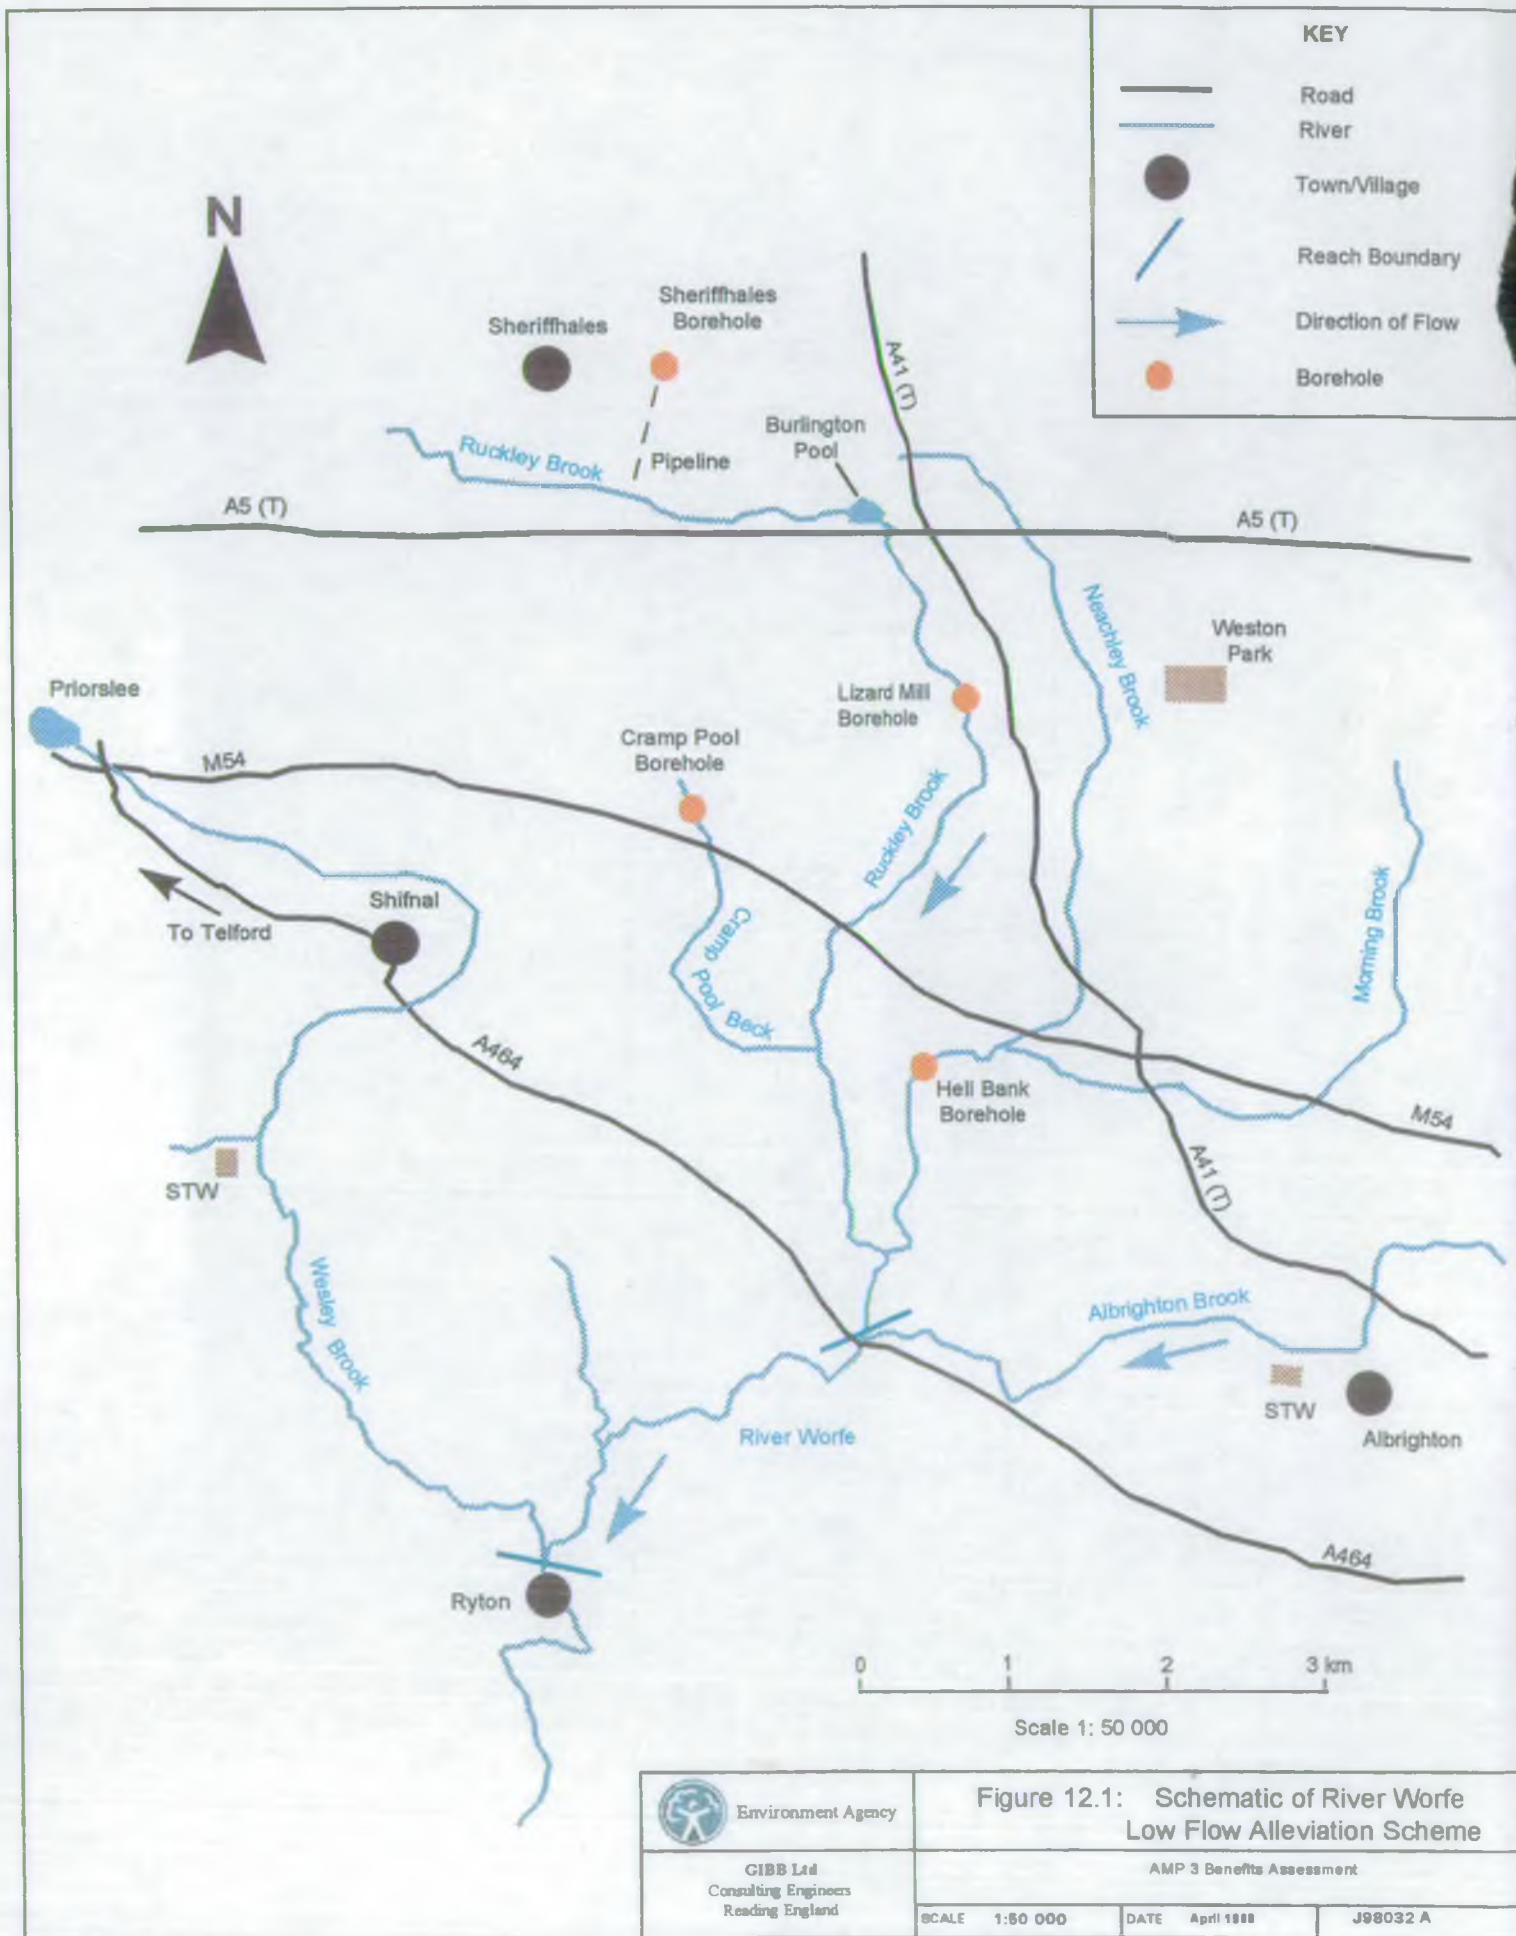 KEY
Road
River
Town/Village
Reach Boundary
Direction of Flow
Borehole
N
Sheriffhales
Sheriffhales
Borehole
A41 (T)
Burlington
Pool
Ruckley Brook
Pipeline
A5 (T)
A5 (T)
Neachley Brook
Weston
Park
Priorslee
Lizard Mill
Borehole
Cramp Pool
Borehole
M54
Ruckley Brook
Shifnal
To Telford
Cramp
Pool Beck
Morning Brook
A464
Hell Bank
Borehole
M54
A41 (T)
STW
Wesley Brook
Albrighton Brook
STW
Albrighton
River Worfe
A464
Ryton
0 1 2 3 km
Scale 1: 50 000
Environment Agency
Figure 12.1: Schematic of River Worfe
Low Flow Alleviation Scheme
GIBB Ltd
Consulting Engineers
Reading England
AMP 3 Benefits Assessment
SCALE 1:50 000 DATE April J98032 A